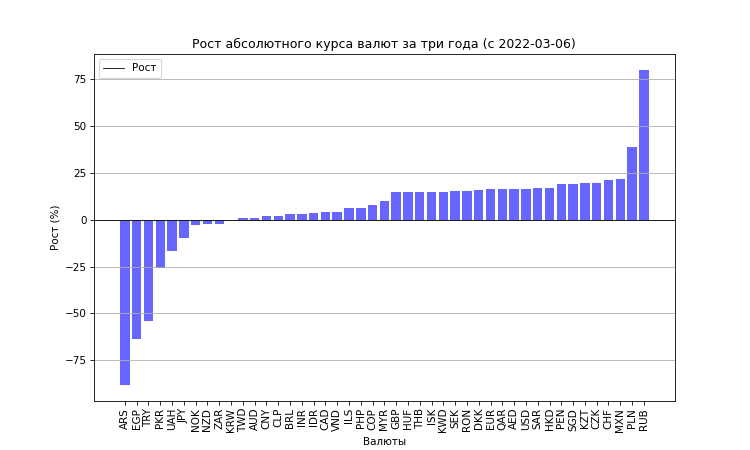 Рост абсолютного курса валют за три года (с 2022-03-06)
Рост
75
50
25
0
−25
−50
−75
Рост (%)
ARS EGP TRY PKR UAH JPY NOK NZD ZAR KRW TWD AUD CNY CLP BRL INR IDR CAD VND ILS PHP COP MYR GBP HUF THB ISK KWD SEK RON DKK EUR QAR AED USD SAR HKD PEN SGD KZT CZK CHF MXN PLN RUB
Валюты